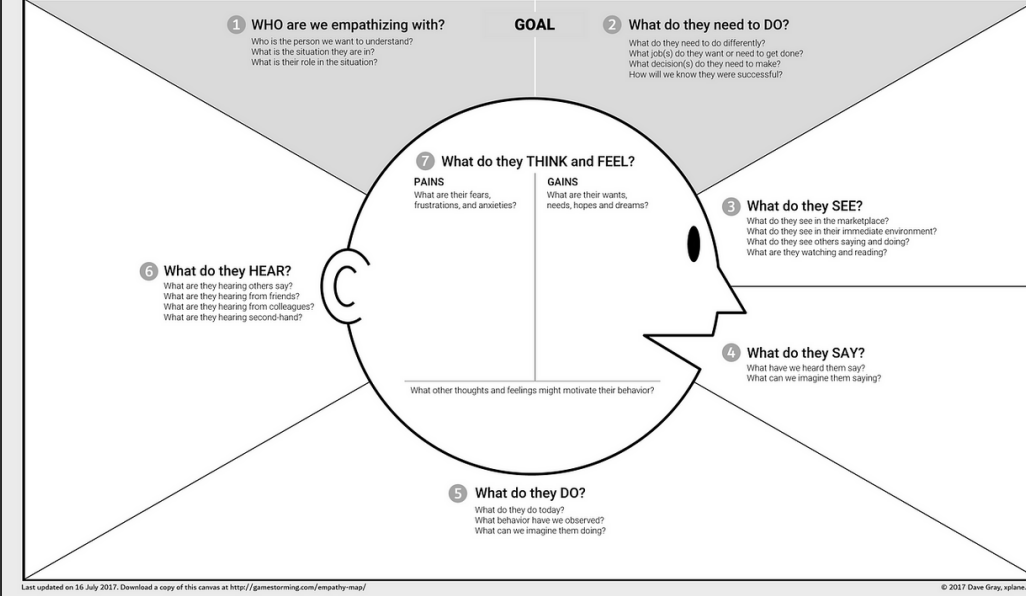 GOAL
1 WHO are we empathizing with?
Who is the person we want to understand?
What is the situation they are in?
What is their role in the situation?
2 What do they need to DO?
What do they need to do differently?
What job(s) do they want or need to get done?
What decision(s) do they need to make?
How will we know they were successful?
7 What do they THINK and FEEL?
PAINS
What are their fears,
frustrations, and anxieties?
GAINS
What are their wants,
needs, hopes and dreams?
What other thoughts and feelings might motivate their behavior?
3 What do they SEE?
What do they see in the marketplace?
What do they see in their immediate environment?
What do they see others saying and doing?
What are they watching and reading?
4 What do they SAY?
What have we heard them say?
What can we imagine them saying?
5 What do they DO?
What do they do today?
What behavior have we observed?
What can we imagine them doing?
6 What do they HEAR?
What are they hearing others say?
What are they hearing from friends?
What are they hearing from colleagues?
What are they hearing second-hand?
Last updated on 16 July 2017. Download a copy of this canvas at http://gamestorming.com/empathy-map/
© 2017 Dave Gray, xplane.